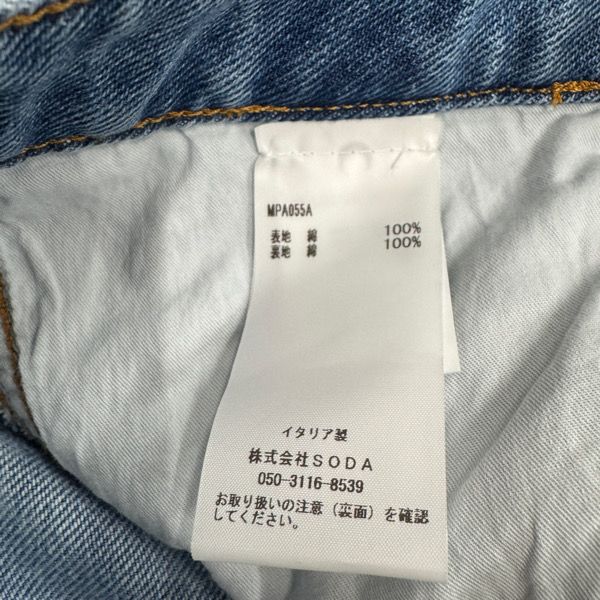 MPA055A
表地 綿 100%
裏地 綿 100%
イタリア製
株式会社SODA
050-3116-8539
お取り扱いの注意(裏面)を確認
してください。